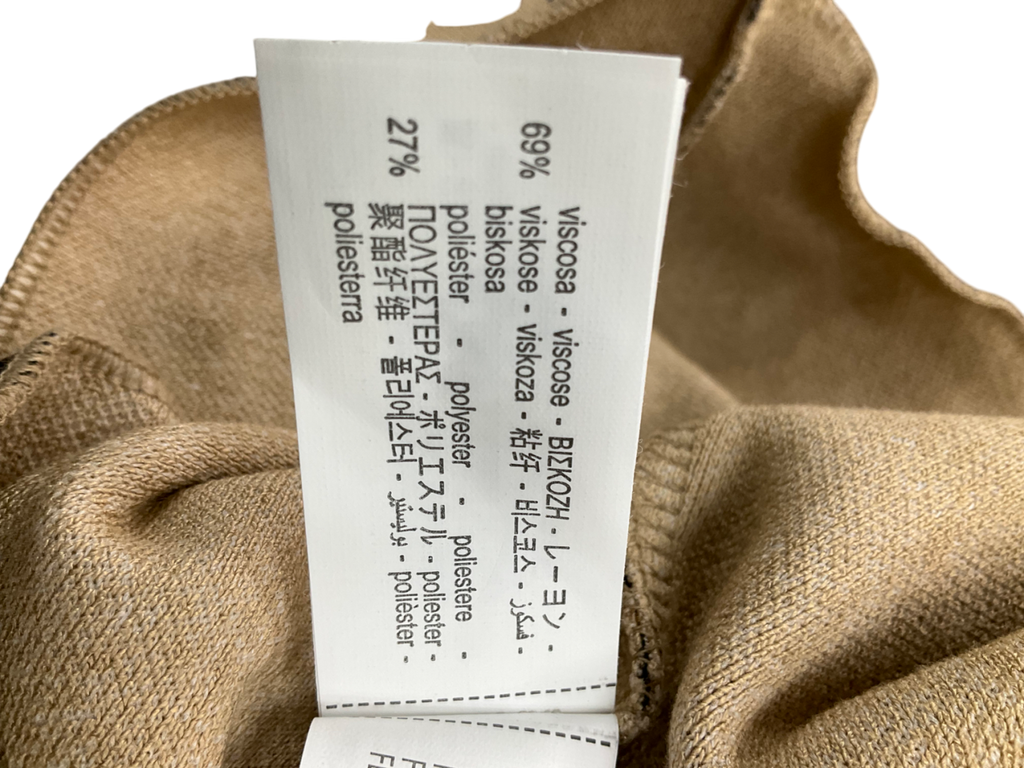 69% viscosa - viscose - ΒΙΣΚΟΖΗ - レーヨン -
viskose - viskoza - 粘纤 - 비스코스 - فسكوز -
biskosa
27% poliéster - polyester - poliestere -
ΠΟΛΥΕΣΤΕΡΑΣ - ポリエステル - poliester -
聚酯纤维 - 폴리에스터 - بوليستير - polièster -
poliesterra